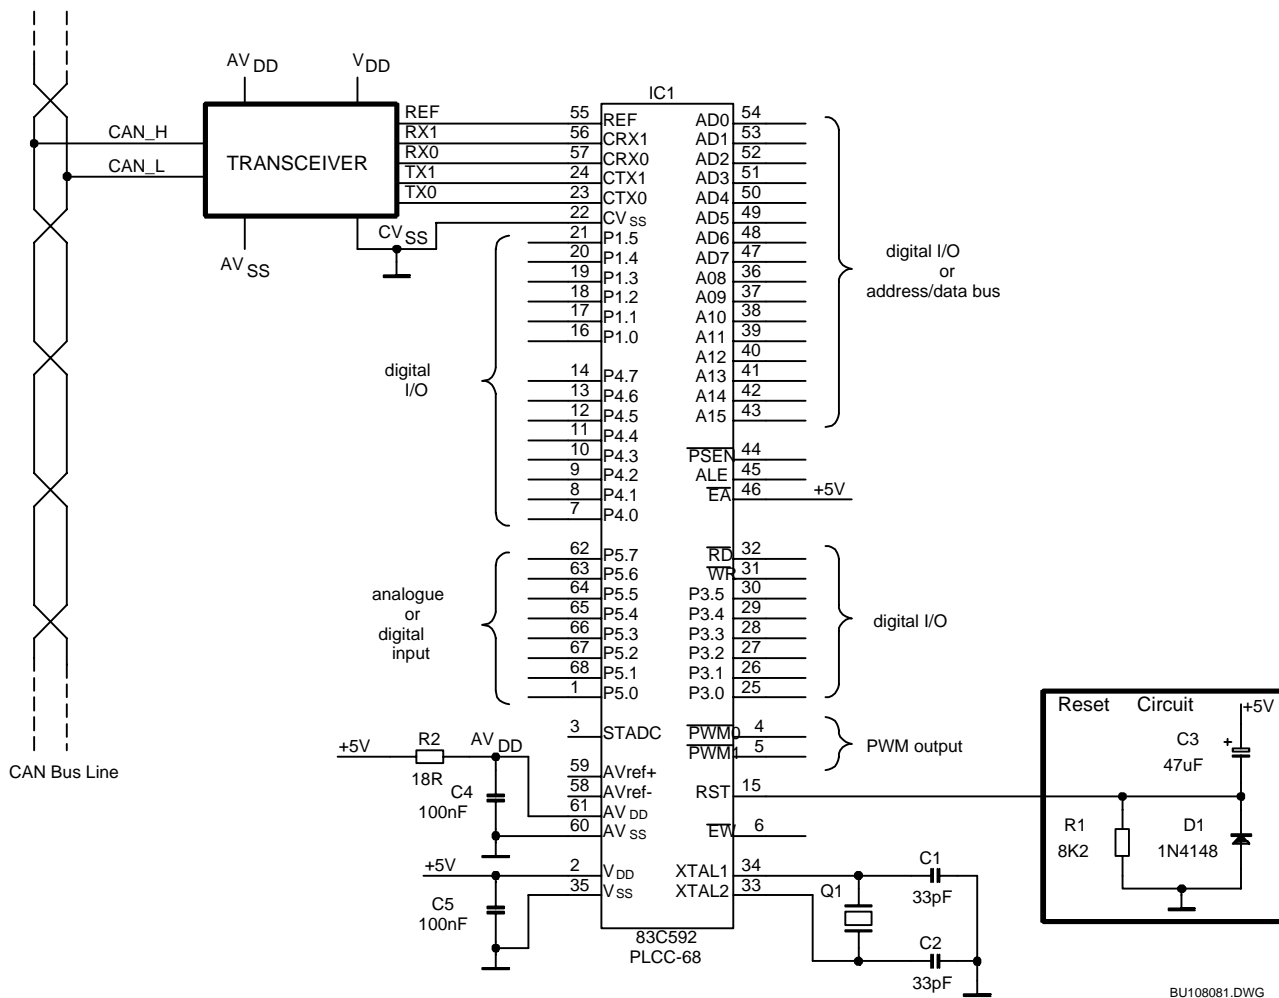 AV DD
V DD
IC1
CAN_H
CAN_L
TRANSCEIVER
REF
RX1
RX0
TX1
TX0
CV SS
AV SS
CAN Bus Line
55 REF
56 CRX1
57 CRX0
24 CTX1
23 CTX0
22 CV SS
21 P1.5
20 P1.4
19 P1.3
18 P1.2
17 P1.1
16 P1.0
14 P4.7
13 P4.6
12 P4.5
11 P4.4
10 P4.3
9 P4.2
8 P4.1
7 P4.0
digital
I/O
62 P5.7
63 P5.6
64 P5.5
65 P5.4
66 P5.3
67 P5.2
68 P5.1
1 P5.0
analogue
or
digital
input
3 STADC
59 AVref+
58 AVref-
61 AV DD
60 AV SS
2 V DD
35 V SS
+5V
R2
18R
AV DD
C4
100nF
+5V
C5
100nF
AD0 54
AD1 53
AD2 52
AD3 51
AD4 50
AD5 49
AD6 48
AD7 47
A08 36
A09 37
A10 38
A11 39
A12 40
A13 41
A14 42
A15 43
digital I/O
or
address/data bus
PSEN 44
ALE 45
EA 46
+5V
RD 32
WR 31
P3.5 30
P3.4 29
P3.3 28
P3.2 27
P3.1 26
P3.0 25
digital I/O
PWM0 4
PWM1 5
PWM output
RST 15
EW 6
XTAL1 34
XTAL2 33
83C592
PLCC-68
Q1
C1
33pF
C2
33pF
Reset Circuit
+5V
C3
+
47uF
R1
8K2
D1
1N4148
BU108081.DWG